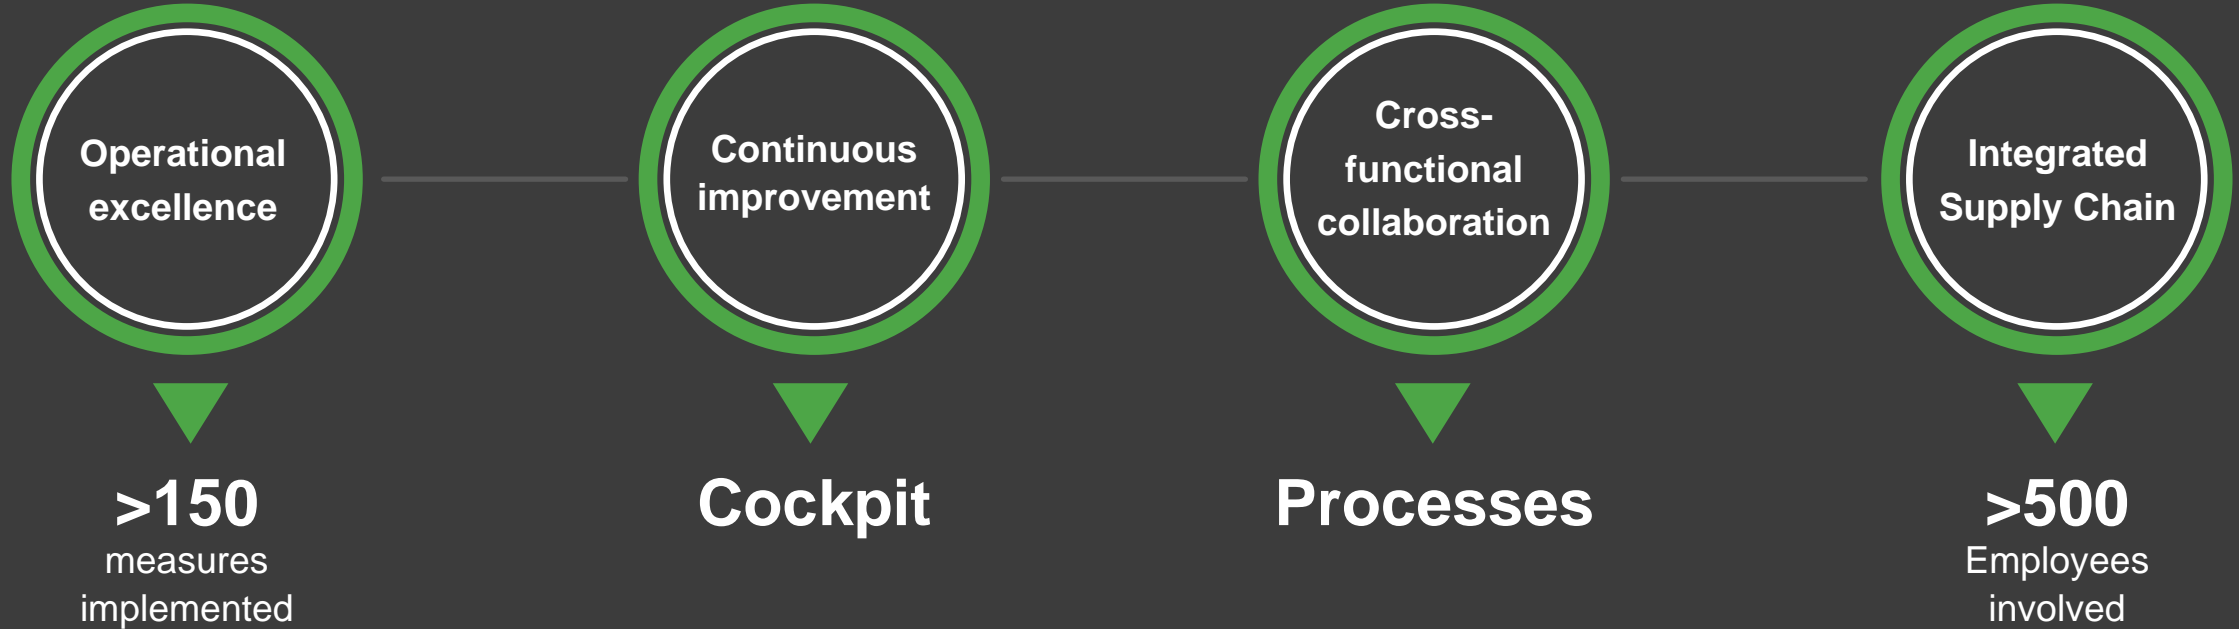 Operational
excellence
Continuous
improvement
Cross-
functional
collaboration
Integrated
Supply Chain
>150
measures
implemented
Cockpit
Processes
>500
Employees
involved